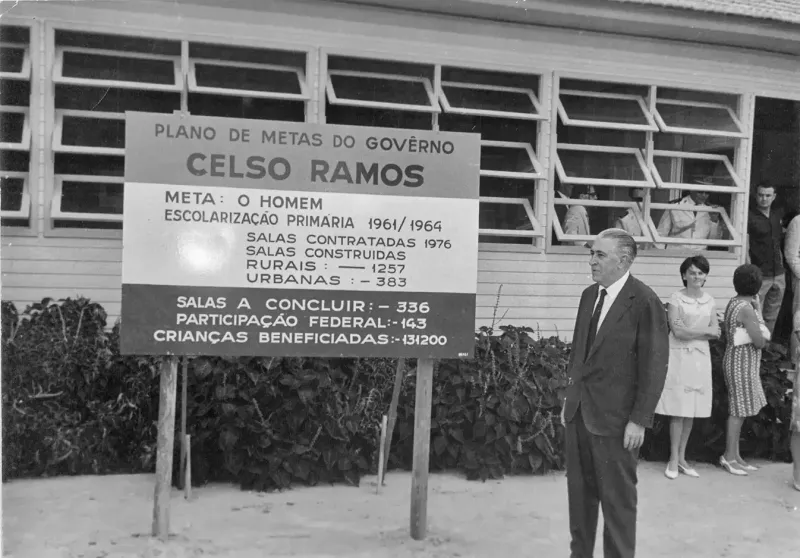 PLANO DE METAS DO GOVÊRNO
CELSO RAMOS
META: O HOMEM
ESCOLARIZAÇÃO PRIMÁRIA 1961/1964
SALAS CONTRATADAS 1976
SALAS CONSTRUIDAS
RURAIS : — 1257
URBANAS : - 383
SALAS A CONCLUIR:- 336
PARTICIPAÇÃO FEDERAL:- 143
CRIANÇAS BENEFICIADAS:-131200